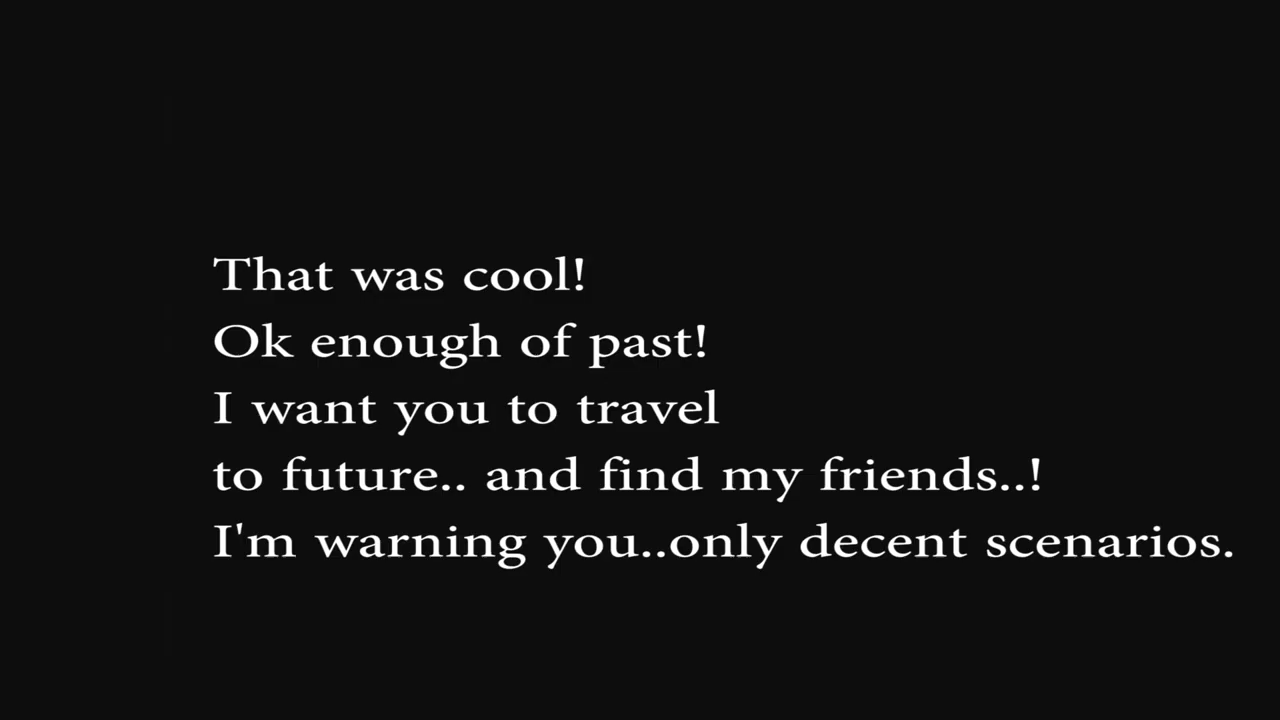 That was cool!
Ok enough of past!
I want you to travel
to future.. and find my friends..!
I'm warning you..only decent scenarios.